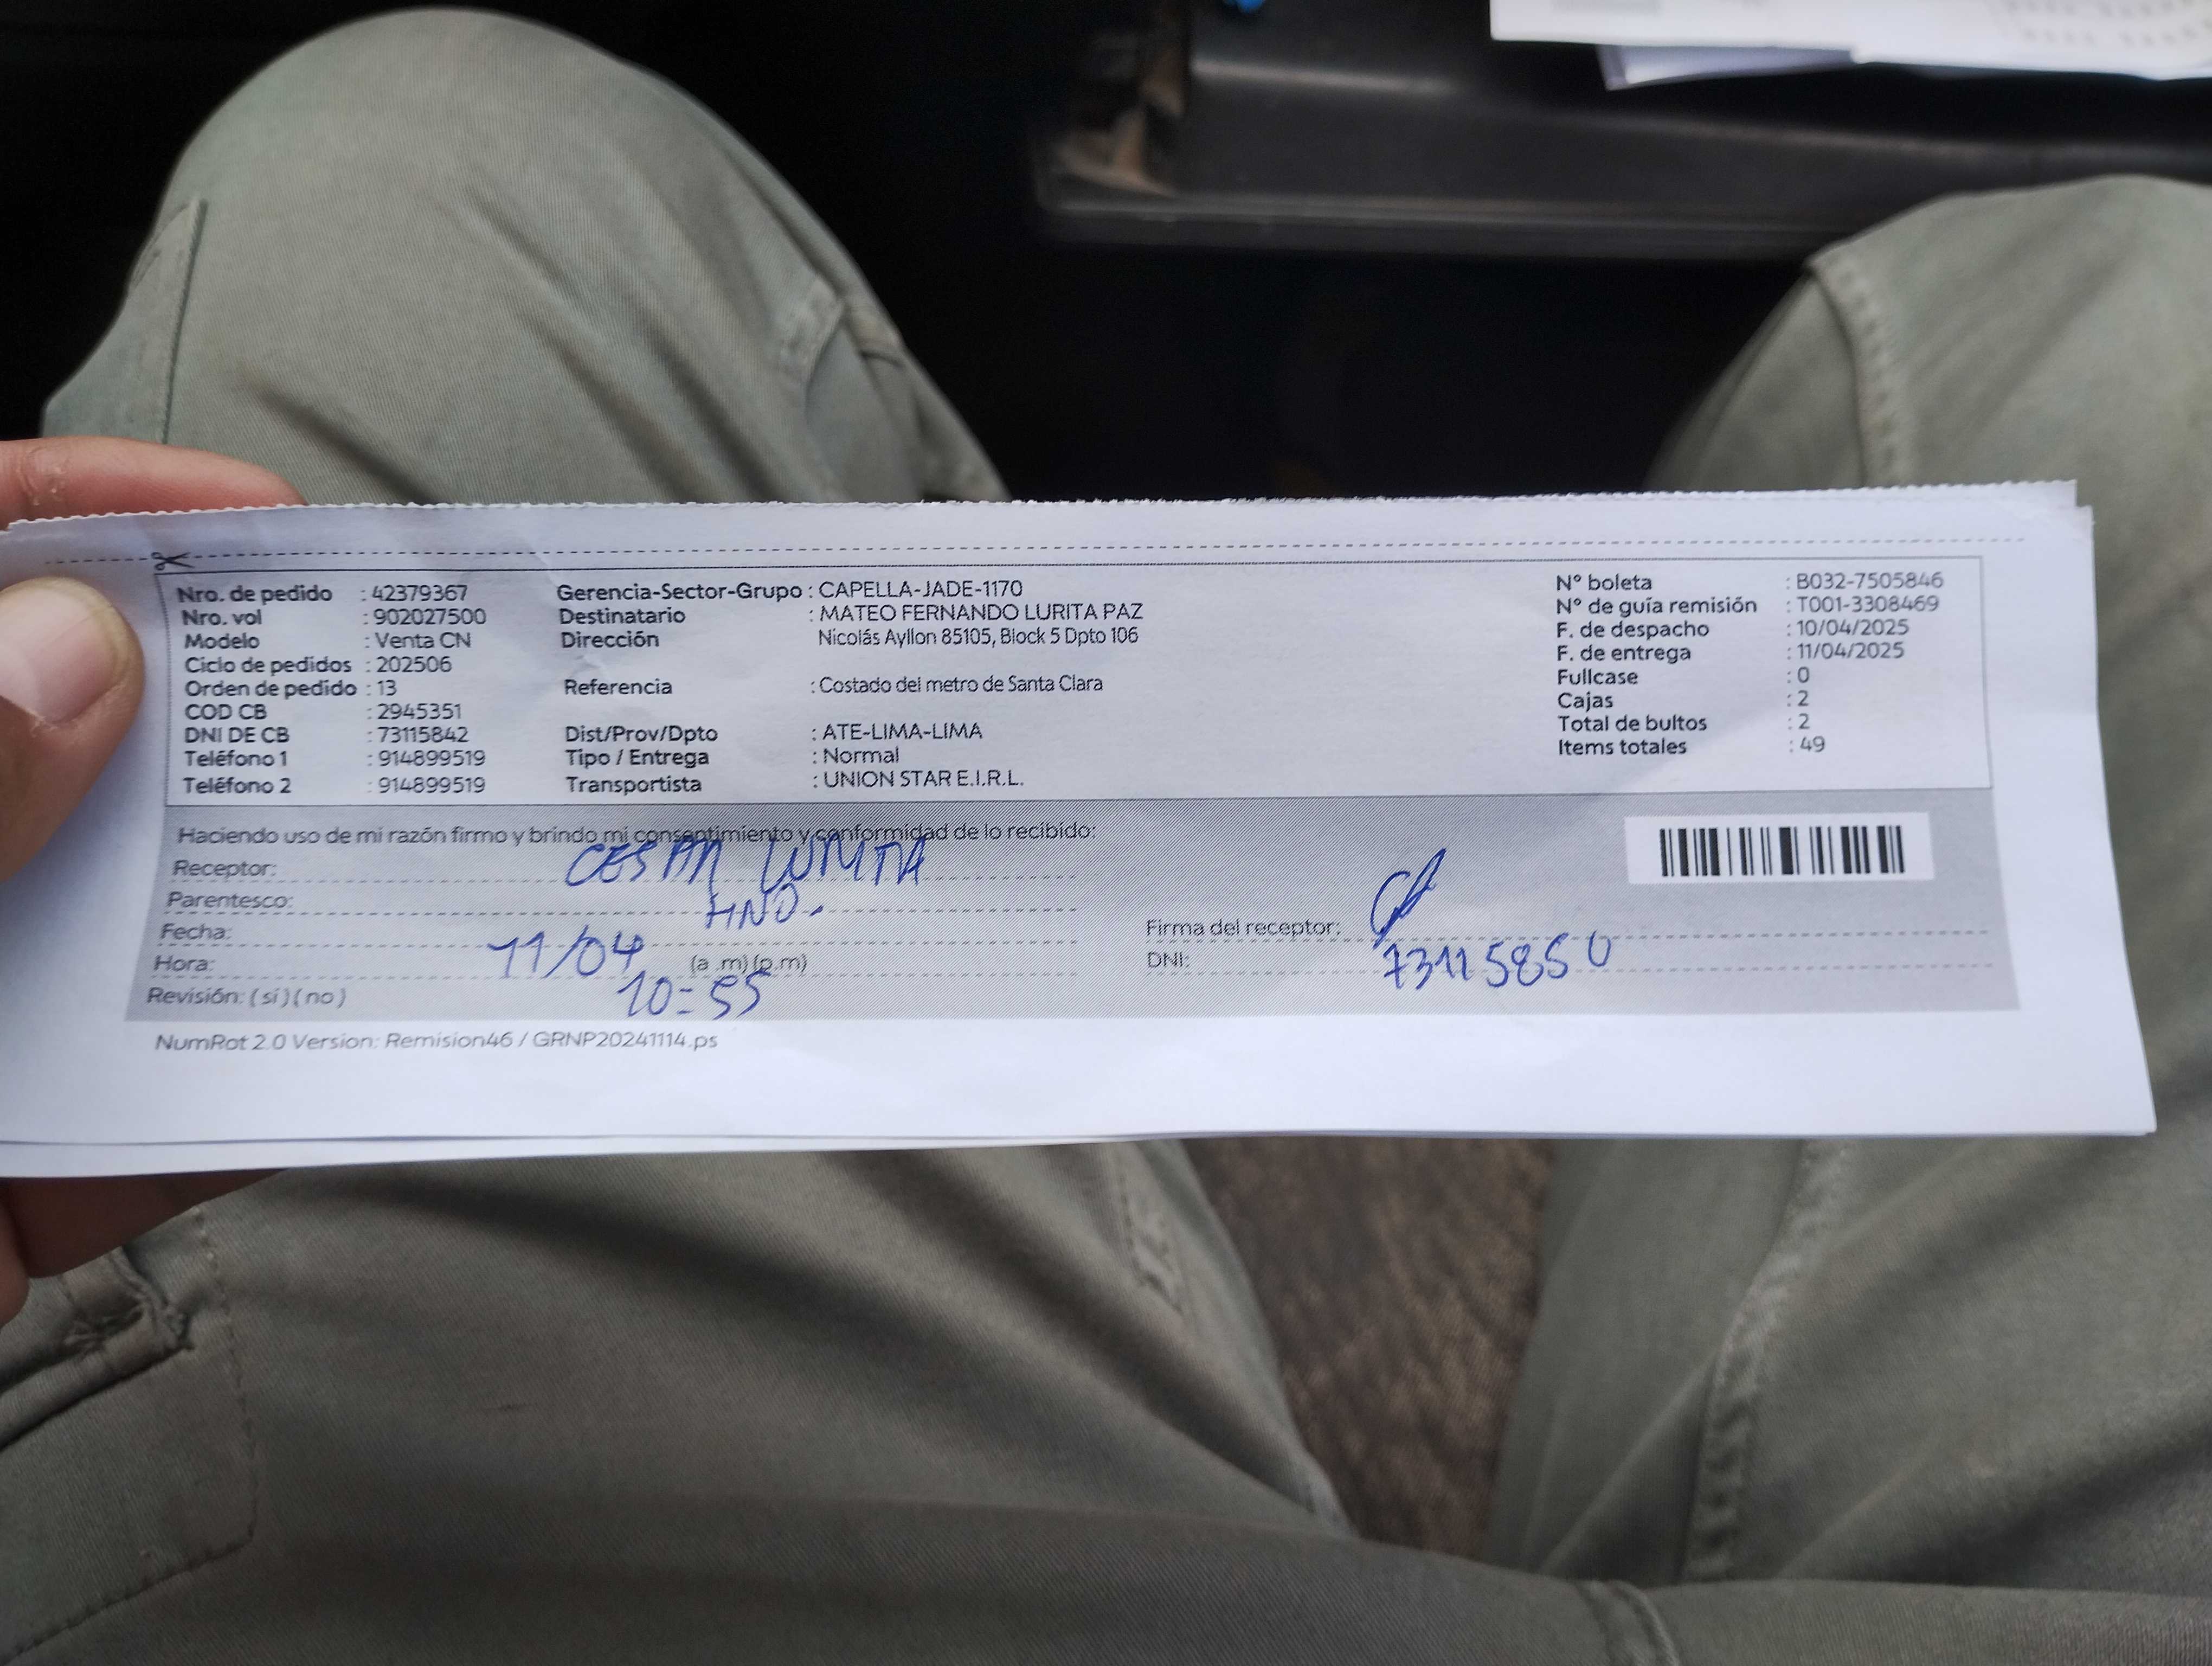 Nro. de pedido : 42379367
Nro. vol : 902027500
Modelo : Venta CN
Ciclo de pedidos : 202506
Orden de pedido : 13
COD CB : 2945351
DNI DE CB : 73115842
Teléfono 1 : 914899519
Teléfono 2 : 914899519
Gerencia-Sector-Grupo : CAPELLA-JADE-1170
Destinatario : MATEO FERNANDO LURITA PAZ
Dirección Nicolás Ayllon 85105, Block 5 Dpto 106
Referencia : Costado del metro de Santa Clara
Dist/Prov/Dpto : ATE-LIMA-LIMA
Tipo / Entrega : Normal
Transportista : UNION STAR E.I.R.L.
N° boleta : B032-7505846
N° de guía remisión : T001-3308469
F. de despacho : 10/04/2025
F. de entrega : 11/04/2025
Fullcase : 0
Cajas : 2
Total de bultos : 2
Items totales : 49
Haciendo uso de mi razón firmo y brindo mi consentimiento y conformidad de lo recibido:
Receptor: CESAR LURITA
Parentesco: HNO.
Fecha: 11/04
Hora: (a .m)(p.m)
10:55
Revisión: ( si ) ( no )
Firma del receptor:
DNI: 73115850
NumRot 2.0 Version: Remision46 / GRNP20241114.ps